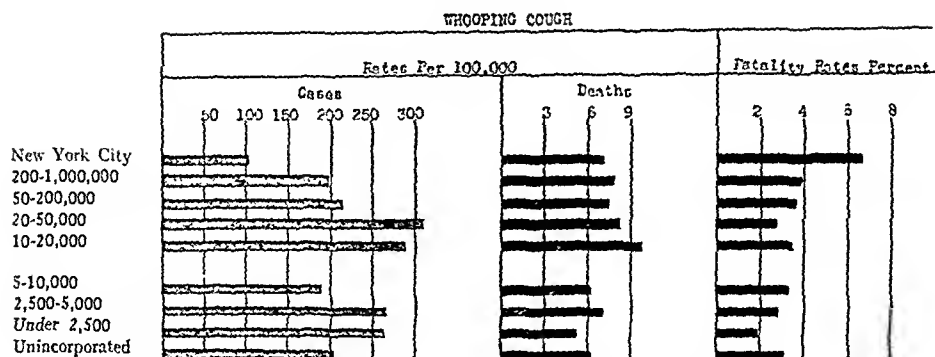 WHOOPING COUGH
Rates Per 100,000
Fatality Rates Percent
Cases
Deaths
50 100 150 200 250 300
3 6 9
2 4 6 8
New York City
200-1,000,000
50-200,000
20-50,000
10-20,000
5-10,000
2,500-5,000
Under 2,500
Unincorporated